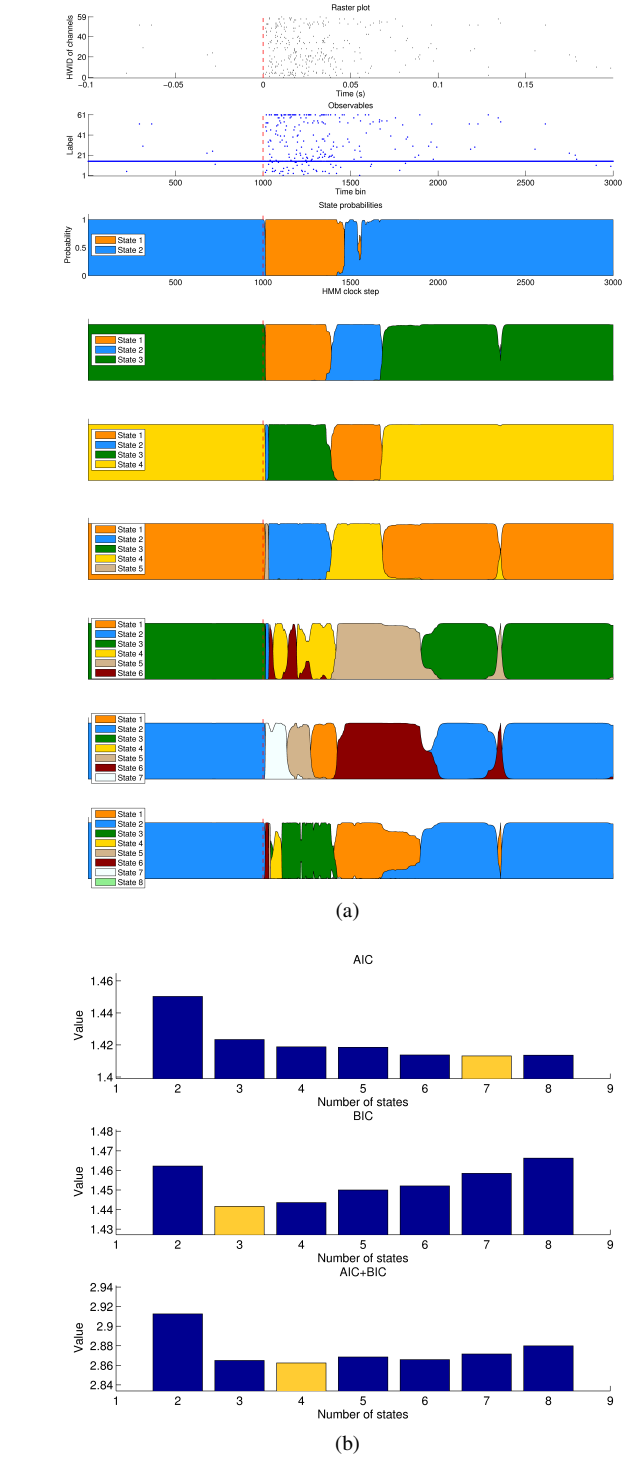 Raster plot
HWID of channels
59
40
20
0
−0.1 −0.05 0 0.05 0.1 0.15
Time (s)
Observables
Label
61
41
21
1
500 1000 1500 2000 2500 3000
Time bin
State probabilities
Probability
1
0.5
0
State 1
State 2
500 1000 1500 2000 2500 3000
HMM clock step
State 1
State 2
State 3
State 1
State 2
State 3
State 4
State 1
State 2
State 3
State 4
State 5
State 1
State 2
State 3
State 4
State 5
State 6
State 1
State 2
State 3
State 4
State 5
State 6
State 7
State 1
State 2
State 3
State 4
State 5
State 6
State 7
State 8
(a)
AIC
Value
1.46
1.44
1.42
1.4
1 2 3 4 5 6 7 8 9
Number of states
BIC
Value
1.48
1.47
1.46
1.45
1.44
1.43
1 2 3 4 5 6 7 8 9
Number of states
AIC+BIC
Value
2.94
2.92
2.9
2.88
2.86
2.84
1 2 3 4 5 6 7 8 9
Number of states
(b)